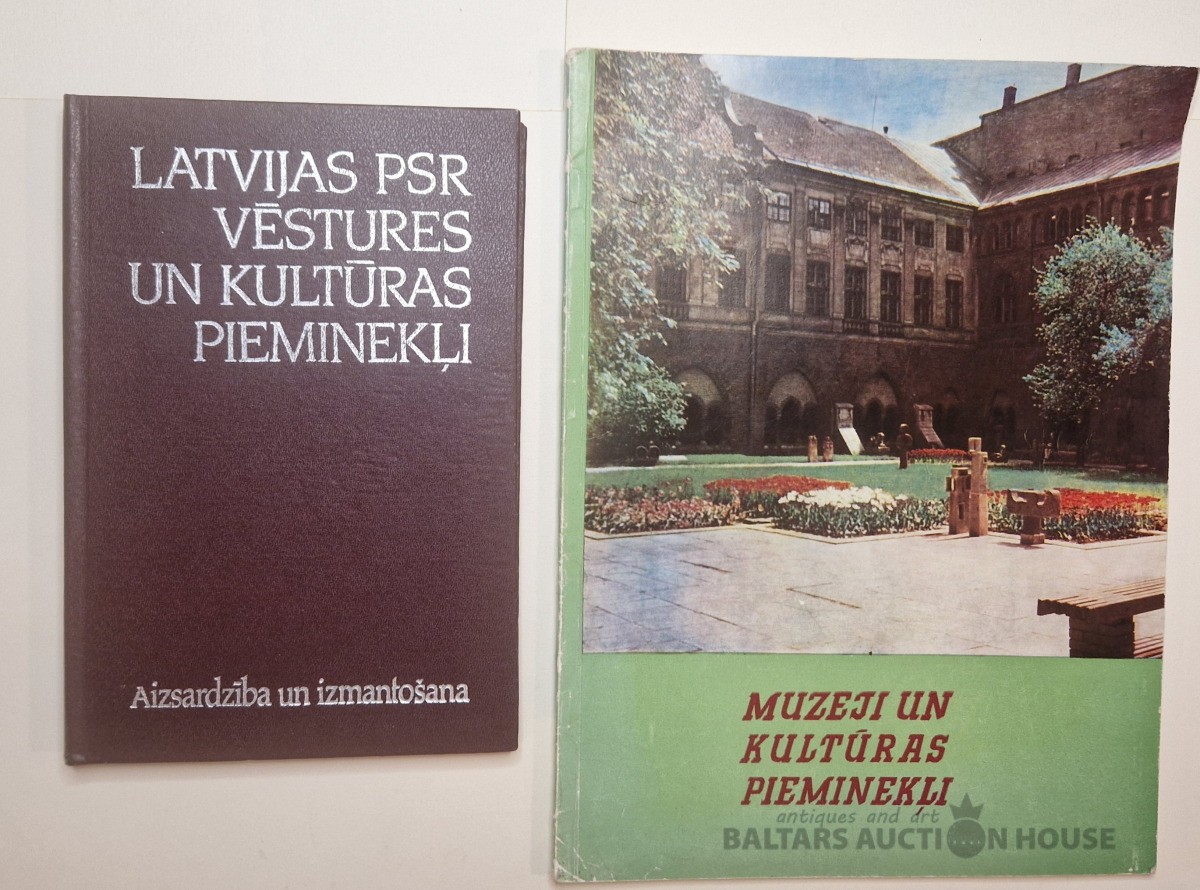 LATVIJAS PSR
VĒSTURES
UN KULTŪRAS
PIEMINEKĻI
Aizsardzība un izmantošana
MUZEJI UN
KULTŪRAS
PIEMINEKĻI
antiques and art
BALTARS AUCTION HOUSE